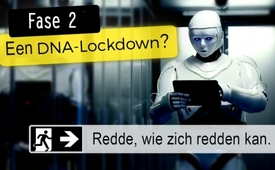 Fase 2
Een DNA-Lockdown?
Redde, wie zich redden kan.